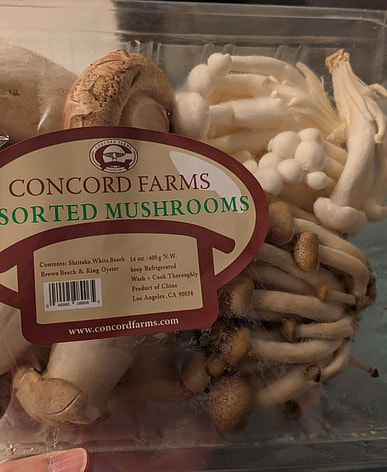 CONCORD FARMS
CONCORD FARMS
SORTED MUSHROOMS
Contents: Shiitake, White Beech
Brown Beech & King Oyster
14 oz / 400 g N.W.
keep Refrigerated
Wash + Cook Thoroughly
Product of China
Los Angeles, CA 90058
www.concordfarms.com